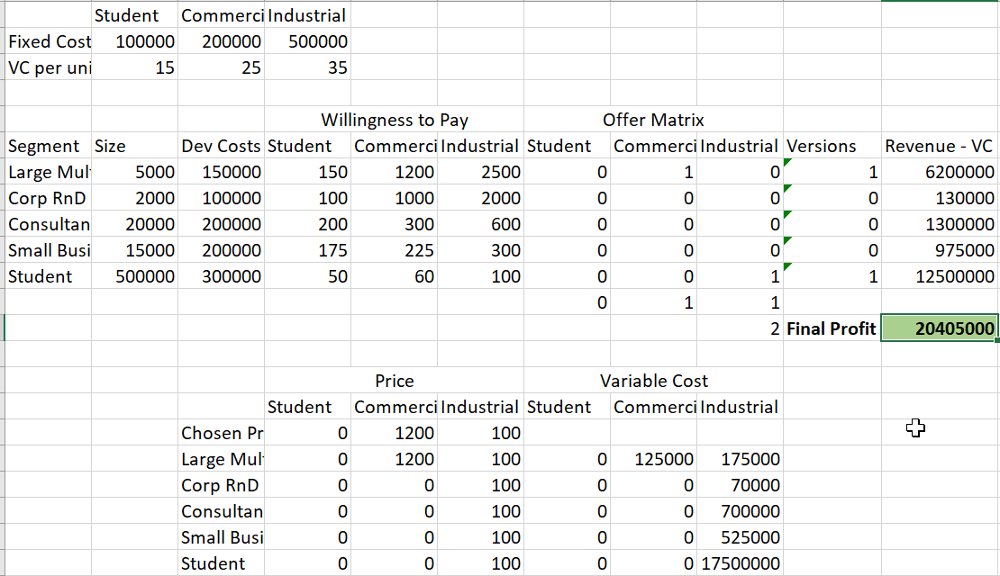 Student Commerci Industrial
Fixed Cost 100000 200000 500000
VC per uni 15 25 35
Willingness to Pay Offer Matrix
Segment Size Dev Costs Student Commerci Industrial Student Commerci Industrial Versions Revenue - VC
Large Mul 5000 150000 150 1200 2500 0 1 0 1 6200000
Corp RnD 2000 100000 100 1000 2000 0 0 0 0 130000
Consultan 20000 200000 200 300 600 0 0 0 0 1300000
Small Busi 15000 200000 175 225 300 0 0 0 0 975000
Student 500000 300000 50 60 100 0 0 1 1 12500000
0 1 1
2 Final Profit 20405000
Price Variable Cost
Student Commerci Industrial Student Commerci Industrial
Chosen Pr 0 1200 100
Large Mul 0 1200 100 0 125000 175000
Corp RnD 0 0 100 0 0 70000
Consultan 0 0 100 0 0 700000
Small Busi 0 0 100 0 0 525000
Student 0 0 100 0 0 17500000